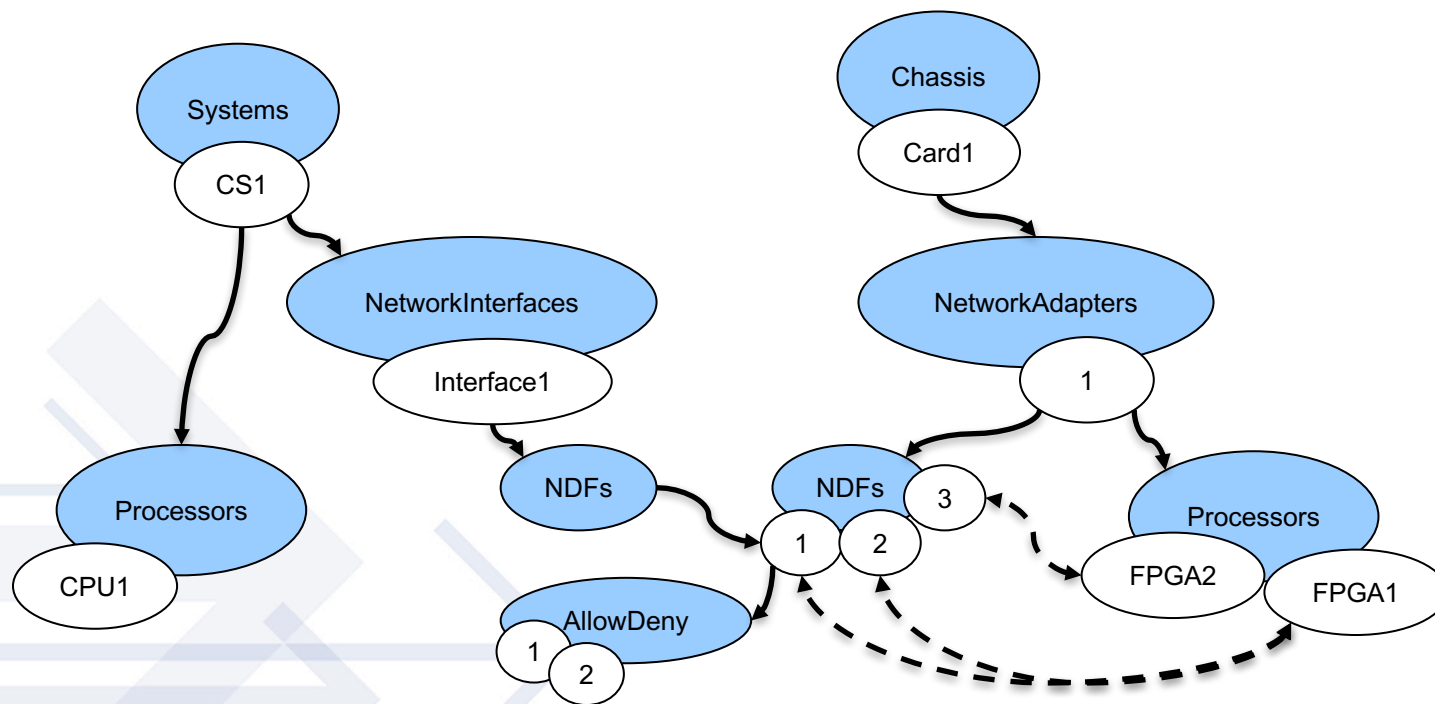 Systems
CS1
Chassis
Card1
NetworkInterfaces
Interface1
NetworkAdapters
1
NDFs
NDFs
1
2
3
Processors
CPU1
Processors
FPGA2
FPGA1
AllowDeny
1
2